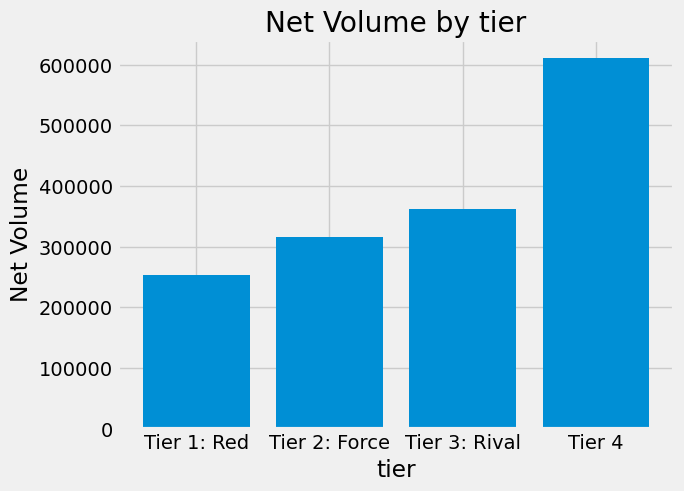 Net Volume by tier
Net Volume
600000
500000
400000
300000
200000
100000
0
Tier 1: Red Tier 2: Force Tier 3: Rival Tier 4
tier